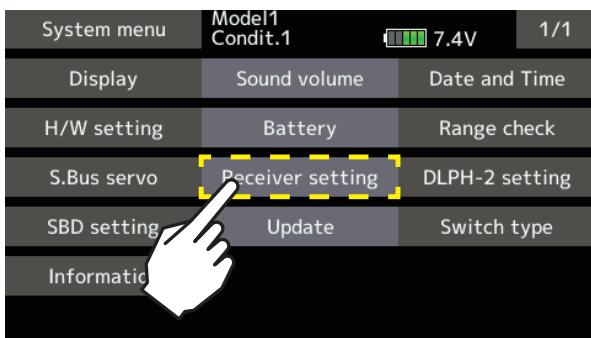 System menu
Model1
Condit.1
7.4V
1/1
Display
Sound volume
Date and Time
H/W setting
Battery
Range check
S.Bus servo
Receiver setting
DLPH-2 setting
SBD setting
Update
Switch type